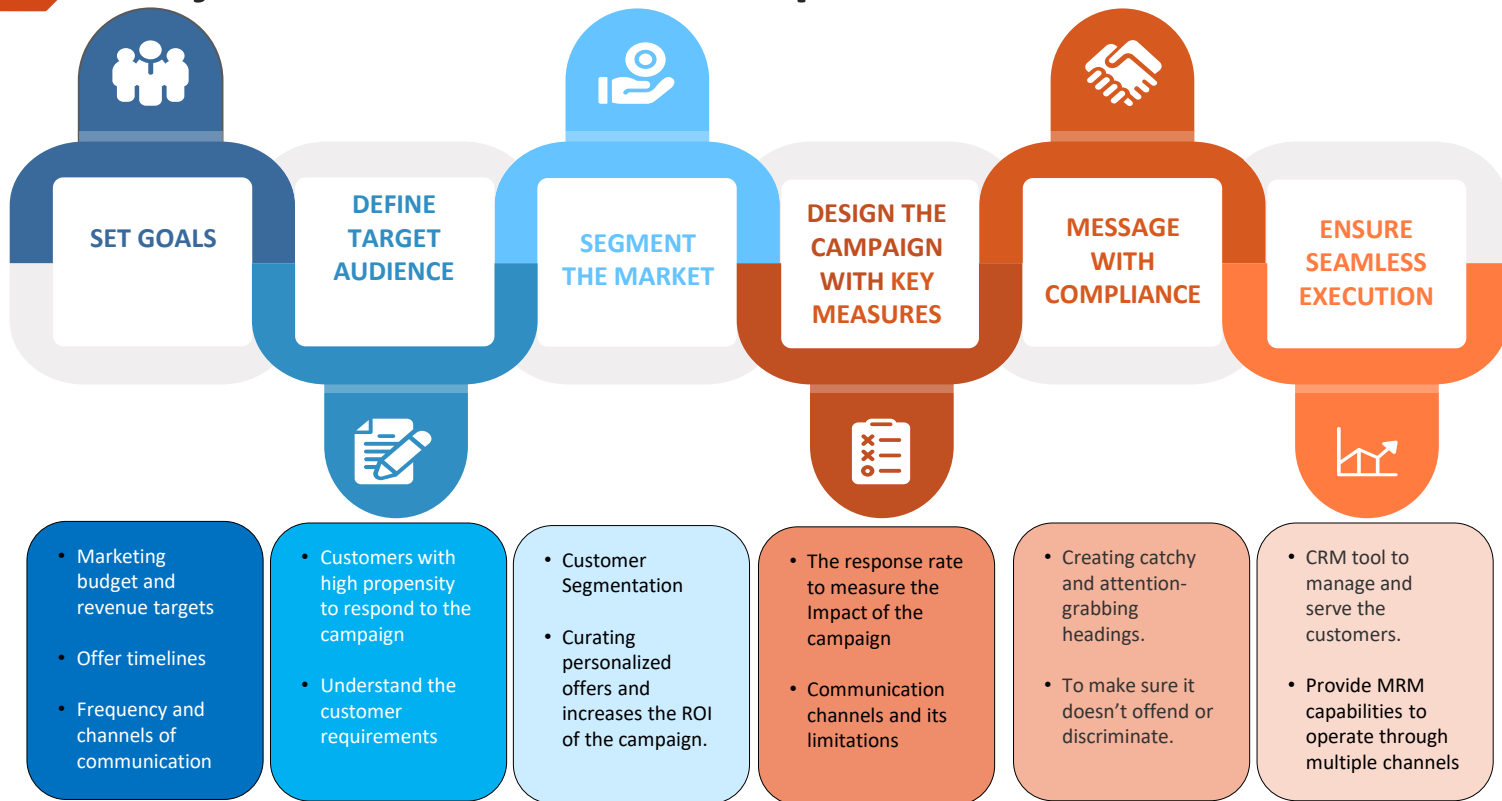 SET GOALS
DEFINE
TARGET
AUDIENCE
SEGMENT
THE MARKET
DESIGN THE
CAMPAIGN
WITH KEY
MEASURES
MESSAGE
WITH
COMPLIANCE
ENSURE
SEAMLESS
EXECUTION
• Marketing
budget and
revenue targets
• Offer timelines
• Frequency and
channels of
communication
• Customers with
high propensity
to respond to the
campaign
• Understand the
customer
requirements
• Customer
Segmentation
• Curating
personalized
offers and
increases the ROI
of the campaign.
• The response rate
to measure the
Impact of the
campaign
• Communication
channels and its
limitations
• Creating catchy
and attention-
grabbing
headings.
• To make sure it
doesn’t offend or
discriminate.
• CRM tool to
manage and
serve the
customers.
• Provide MRM
capabilities to
operate through
multiple channels